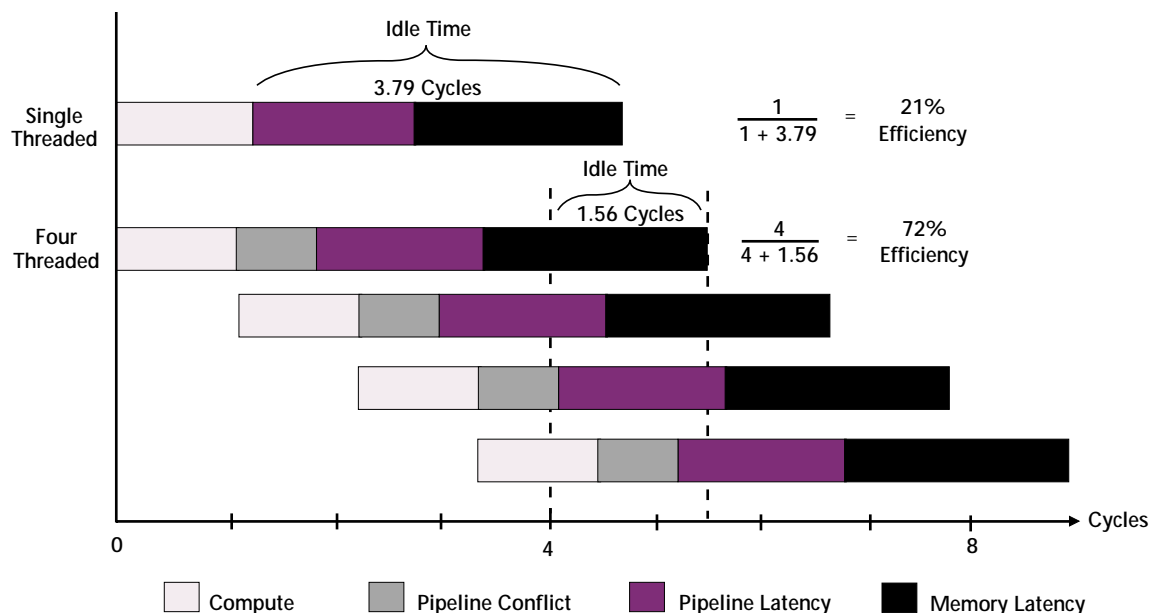 Idle Time
3.79 Cycles
Single
Threaded
1
1 + 3.79
=
21%
Efficiency
Idle Time
1.56 Cycles
Four
Threaded
4
4 + 1.56
=
72%
Efficiency
Cycles
0
4
8
Compute
Pipeline Conflict
Pipeline Latency
Memory Latency